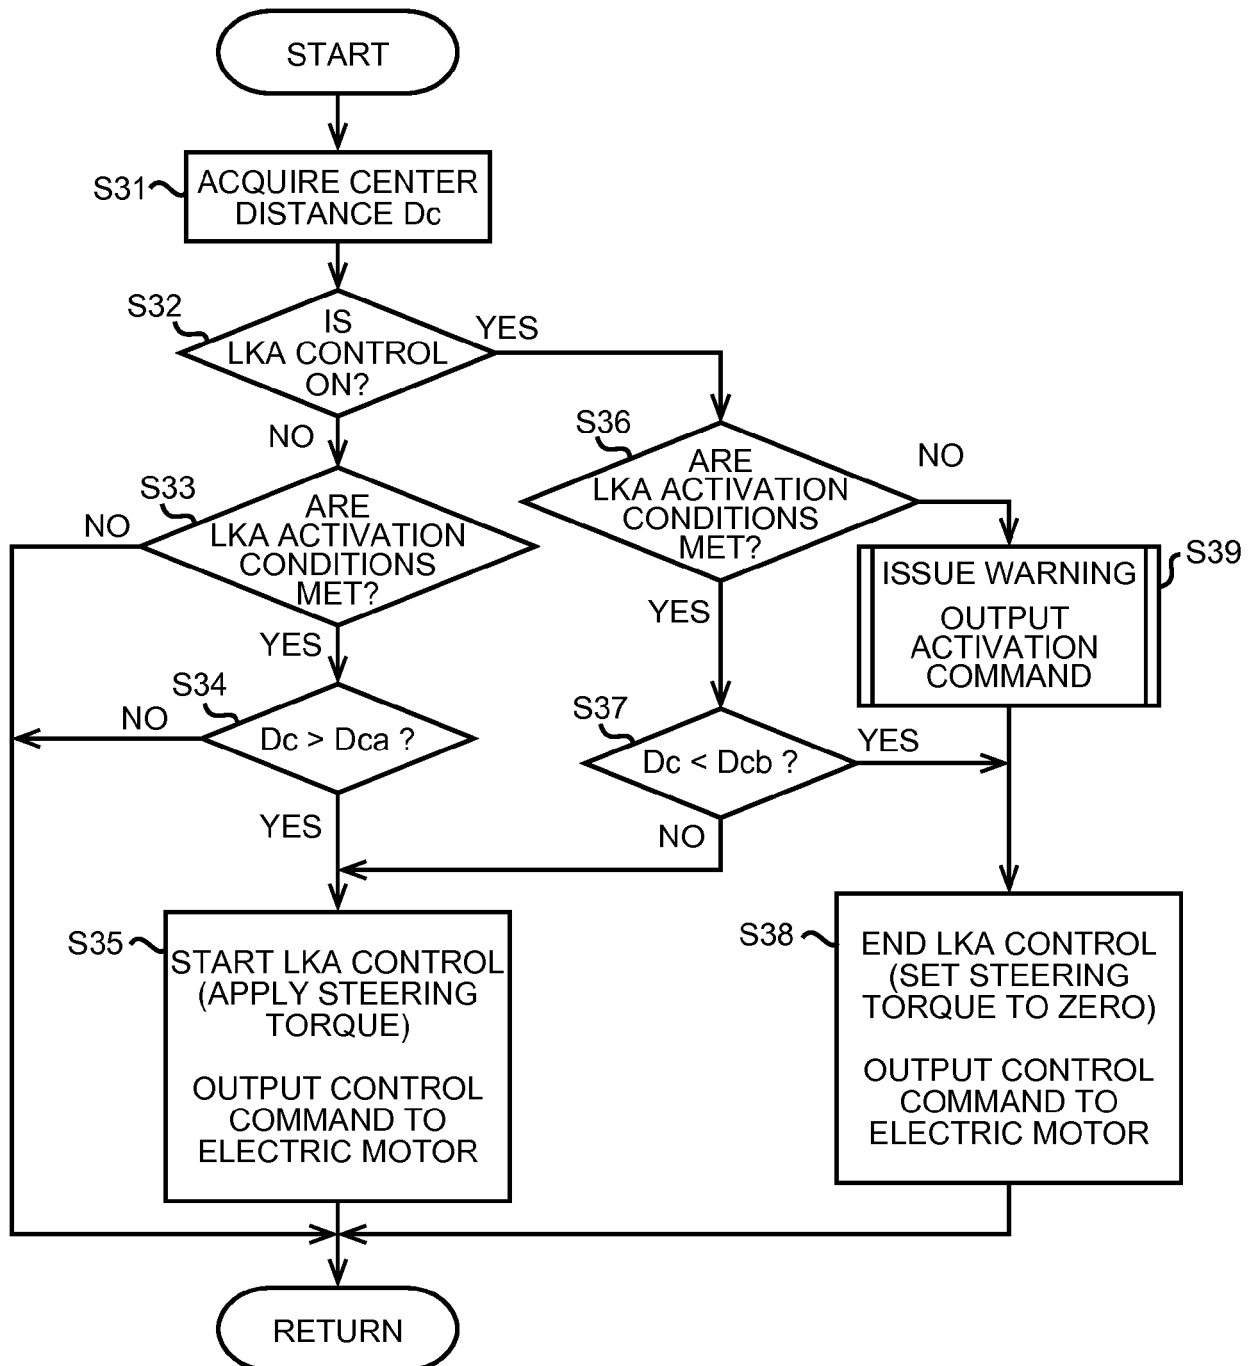 START
S31
ACQUIRE CENTER
DISTANCE Dc
S32
IS
LKA CONTROL
ON?
YES
NO
S33
ARE
LKA ACTIVATION
CONDITIONS
MET?
NO
YES
S34
Dc > Dca ?
NO
YES
S36
ARE
LKA ACTIVATION
CONDITIONS
MET?
NO
YES
S39
ISSUE WARNING
OUTPUT
ACTIVATION
COMMAND
S37
Dc < Dcb ?
YES
NO
S35
START LKA CONTROL
(APPLY STEERING
TORQUE)
OUTPUT CONTROL
COMMAND TO
ELECTRIC MOTOR
S38
END LKA CONTROL
(SET STEERING
TORQUE TO ZERO)
OUTPUT CONTROL
COMMAND TO
ELECTRIC MOTOR
RETURN